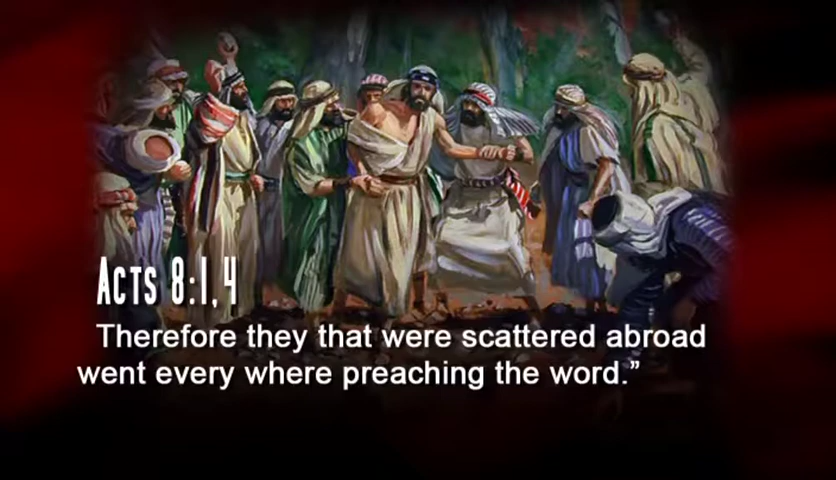 Acts 8:1,4
Therefore they that were scattered abroad
went every where preaching the word.”